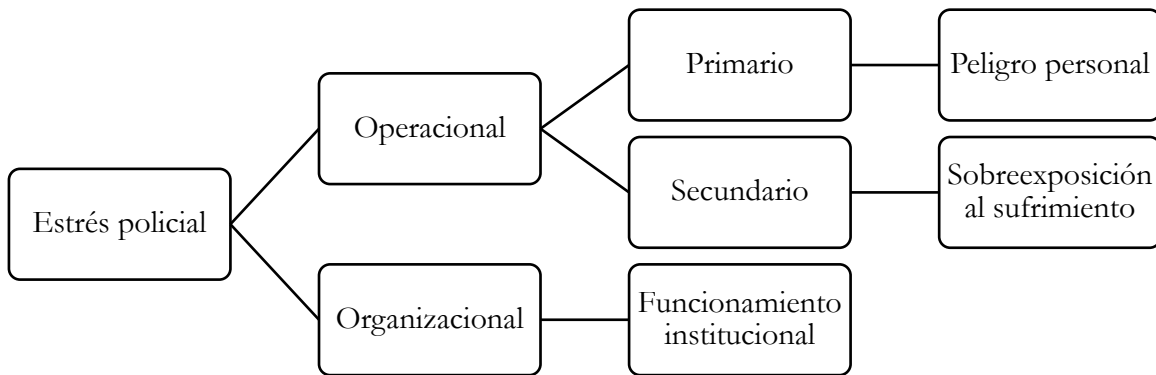 Estrés policial
Operacional
Primario
Peligro personal
Secundario
Sobreexposición
al sufrimiento
Organizacional
Funcionamiento
institucional